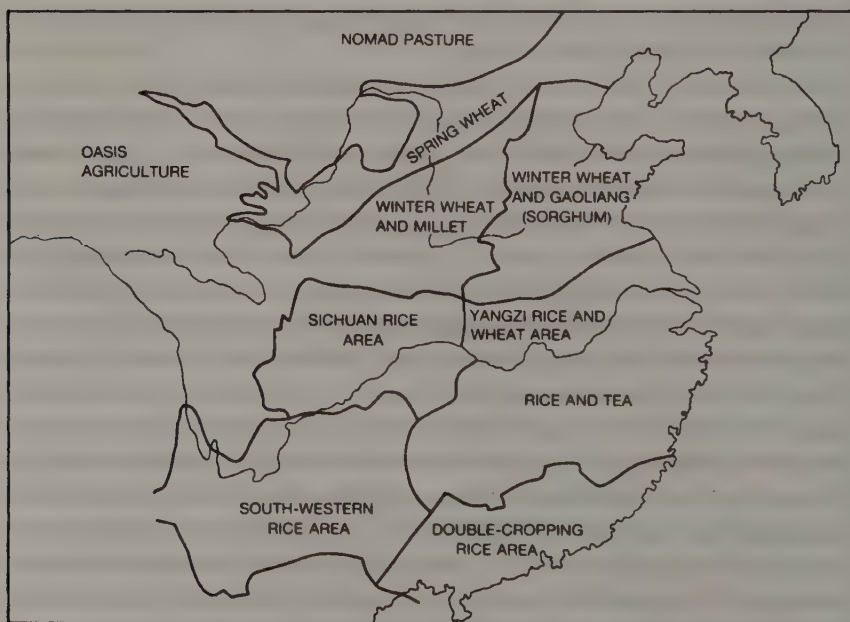 NOMAD PASTURE
OASIS
AGRICULTURE
SPRING WHEAT
WINTER WHEAT
AND GAOLIANG
(SORGHUM)
WINTER WHEAT
AND MILLET
SICHUAN RICE
AREA
YANGZI RICE AND
WHEAT AREA
RICE AND TEA
SOUTH-WESTERN
RICE AREA
DOUBLE-CROPPING
RICE AREA